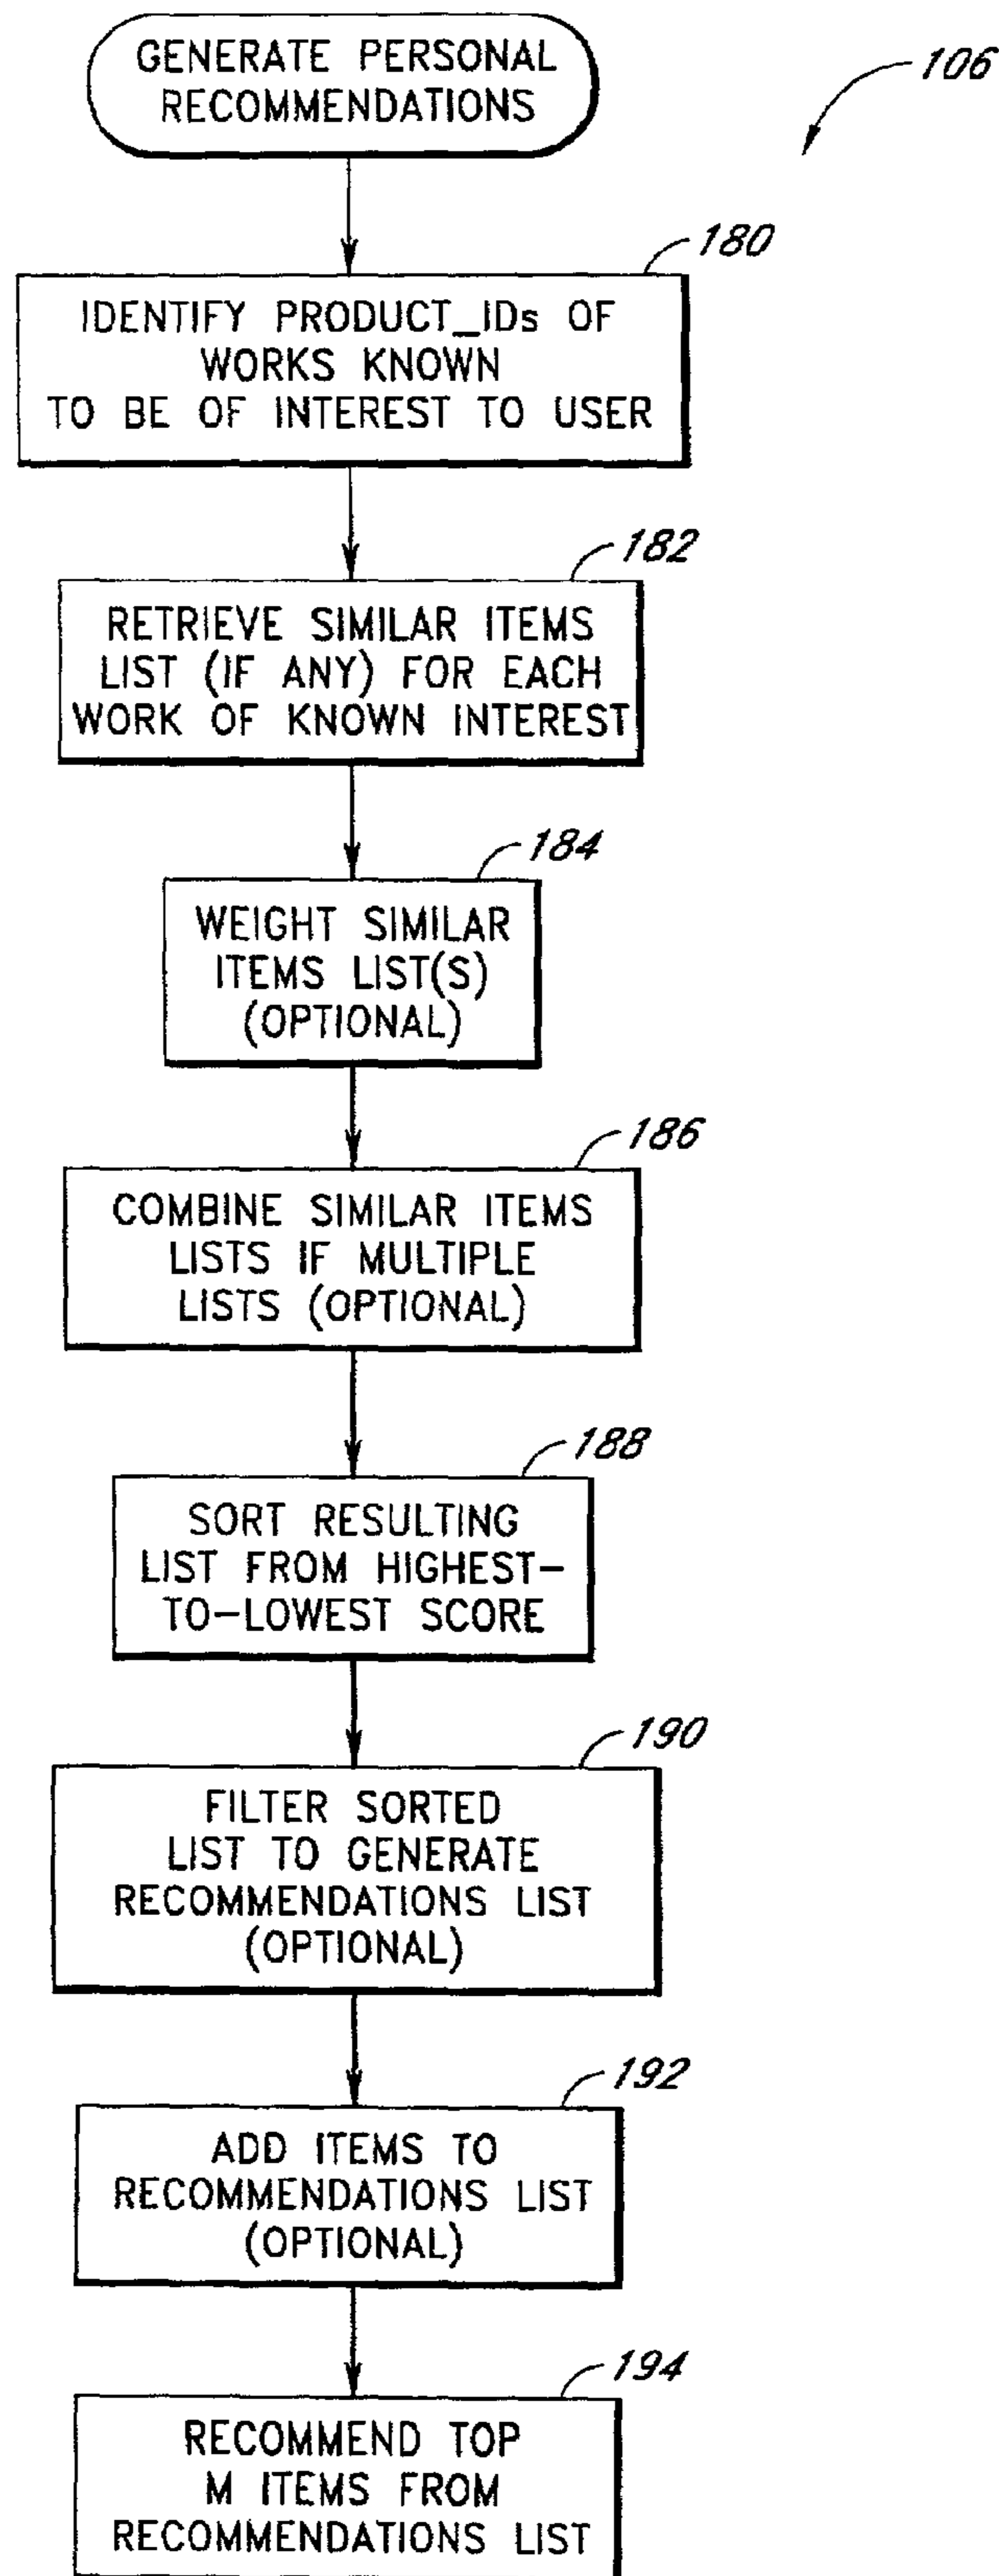 GENERATE PERSONAL
RECOMMENDATIONS
106
180
IDENTIFY PRODUCT_IDs OF
WORKS KNOWN
TO BE OF INTEREST TO USER
182
RETRIEVE SIMILAR ITEMS
LIST (IF ANY) FOR EACH
WORK OF KNOWN INTEREST
184
WEIGHT SIMILAR
ITEMS LIST(S)
(OPTIONAL)
186
COMBINE SIMILAR ITEMS
LISTS IF MULTIPLE
LISTS (OPTIONAL)
188
SORT RESULTING
LIST FROM HIGHEST-
TO-LOWEST SCORE
190
FILTER SORTED
LIST TO GENERATE
RECOMMENDATIONS LIST
(OPTIONAL)
192
ADD ITEMS TO
RECOMMENDATIONS LIST
(OPTIONAL)
194
RECOMMEND TOP
M ITEMS FROM
RECOMMENDATIONS LIST